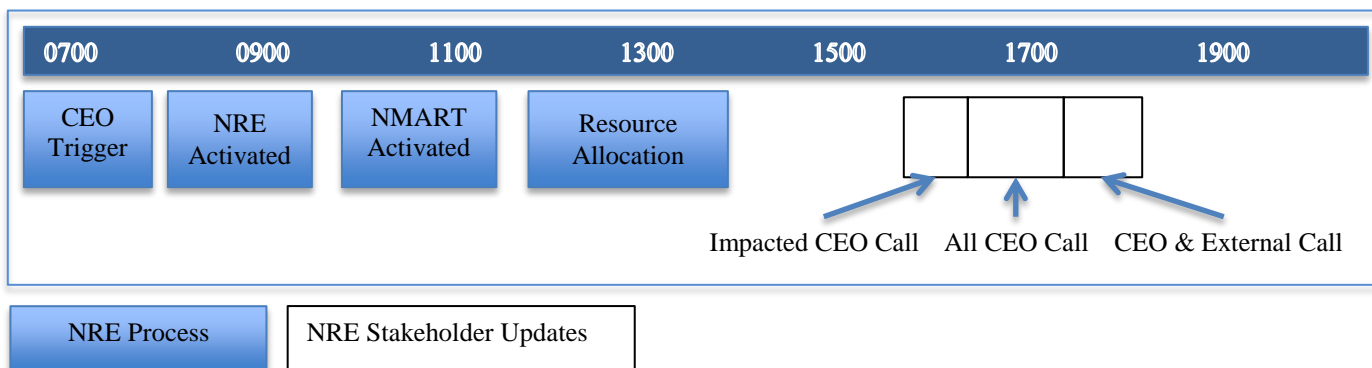 0700 0900 1100 1300 1500 1700 1900
CEO
Trigger
NRE
Activated
NMART
Activated
Resource
Allocation
Impacted CEO Call
All CEO Call
CEO & External Call
NRE Process
NRE Stakeholder Updates